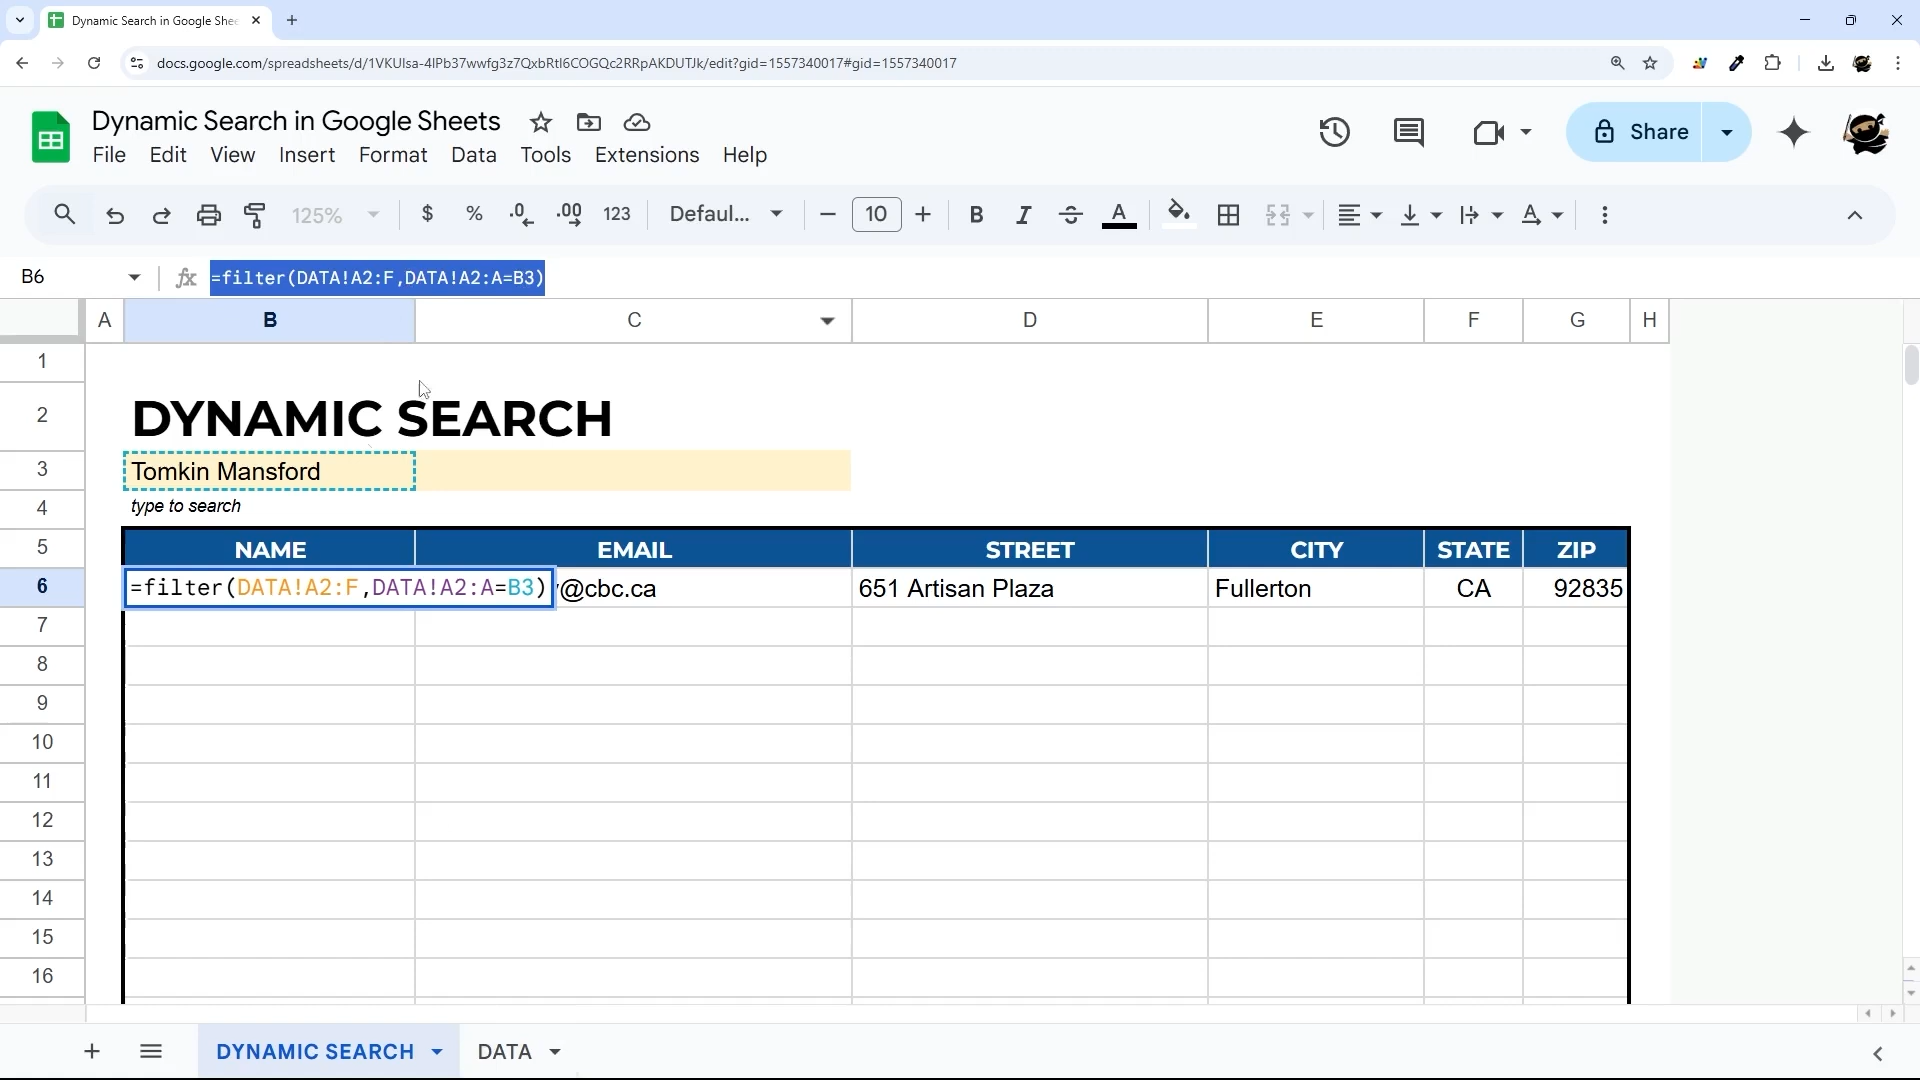 Dynamic Search in Google Shee
docs.google.com/spreadsheets/d/1VKUlsa-4lPb37wwfg3z7QxbRtl6COGQc2RRpAKDUTJk/edit?gid=1557340017#gid=1557340017
Dynamic Search in Google Sheets
File Edit View Insert Format Data Tools Extensions Help
Share
125% $ % .0 .00 123 Defaul... 10 B I A
B6 fx =filter(DATA!A2:F,DATA!A2:A=B3)
A B C D E F G H
1
2 DYNAMIC SEARCH
3 Tomkin Mansford
4 type to search
5 NAME EMAIL STREET CITY STATE ZIP
6 =filter(DATA!A2:F,DATA!A2:A=B3) @cbc.ca 651 Artisan Plaza Fullerton CA 92835
7
8
9
10
11
12
13
14
15
16
DYNAMIC SEARCH DATA